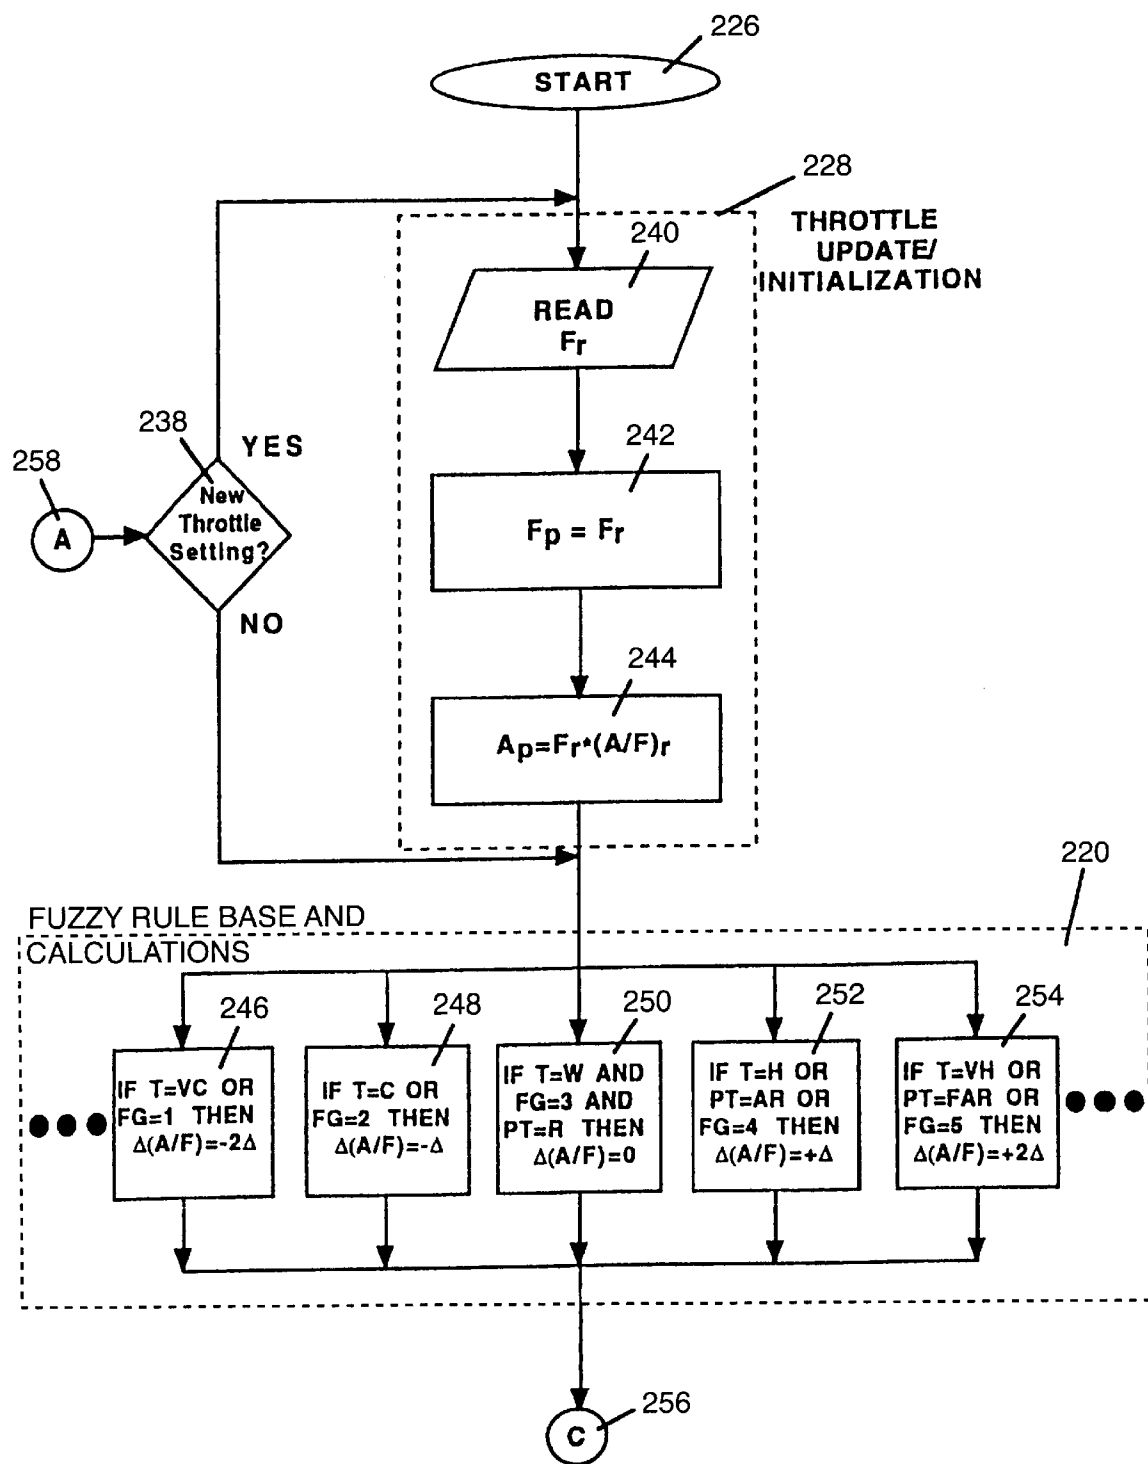 226
START
228
THROTTLE
UPDATE/
INITIALIZATION
240
READ
Fr
238
YES
258
A
New
Throttle
Setting?
NO
242
Fp = Fr
244
Ap=Fr*(A/F)r
220
FUZZY RULE BASE AND
CALCULATIONS
246
IF T=VC OR
FG=1 THEN
Δ(A/F)=-2Δ
248
IF T=C OR
FG=2 THEN
Δ(A/F)=-Δ
250
IF T=W AND
FG=3 AND
PT=R THEN
Δ(A/F)=0
252
IF T=H OR
PT=AR OR
FG=4 THEN
Δ(A/F)=+Δ
254
IF T=VH OR
PT=FAR OR
FG=5 THEN
Δ(A/F)=+2Δ
256
C